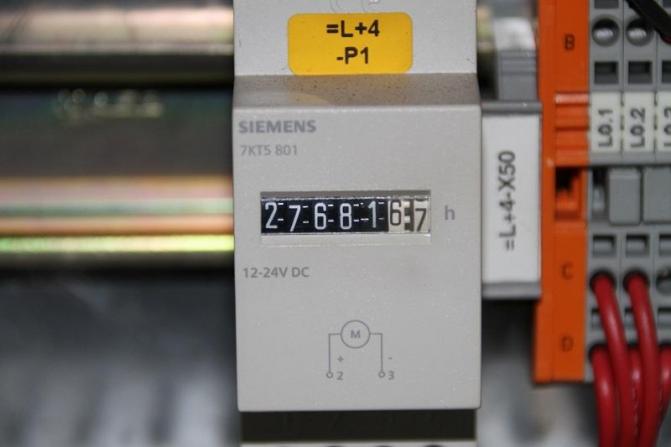 =L+4
-P1
SIEMENS
7KT5 801
2768167 h
12-24V DC
M
+ -
2 3
=L+4-X50
B
L0.1
L0.2
C
D